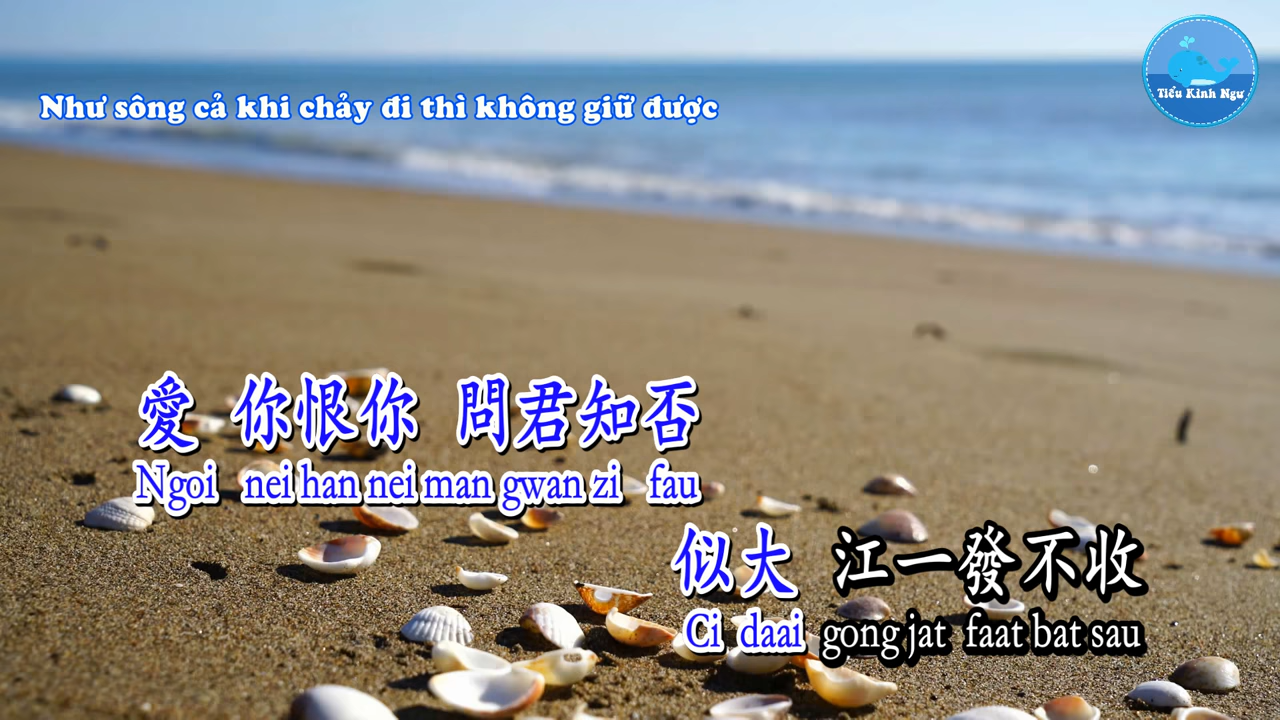 Tiểu Kình Ngư
Như sông cả khi chảy đi thì không giữ được
愛 你恨你 問君知否
Ngoi nei han nei man gwan zi fau
似大 江一發不收
Ci daai gong jat faat bat sau